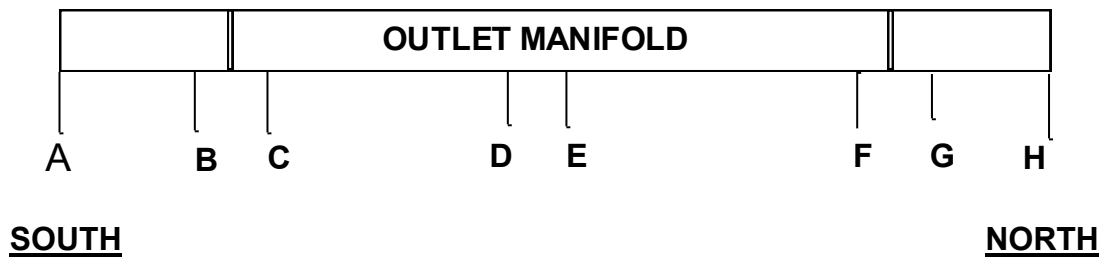 OUTLET MANIFOLD
A B C D E F G H
SOUTH NORTH